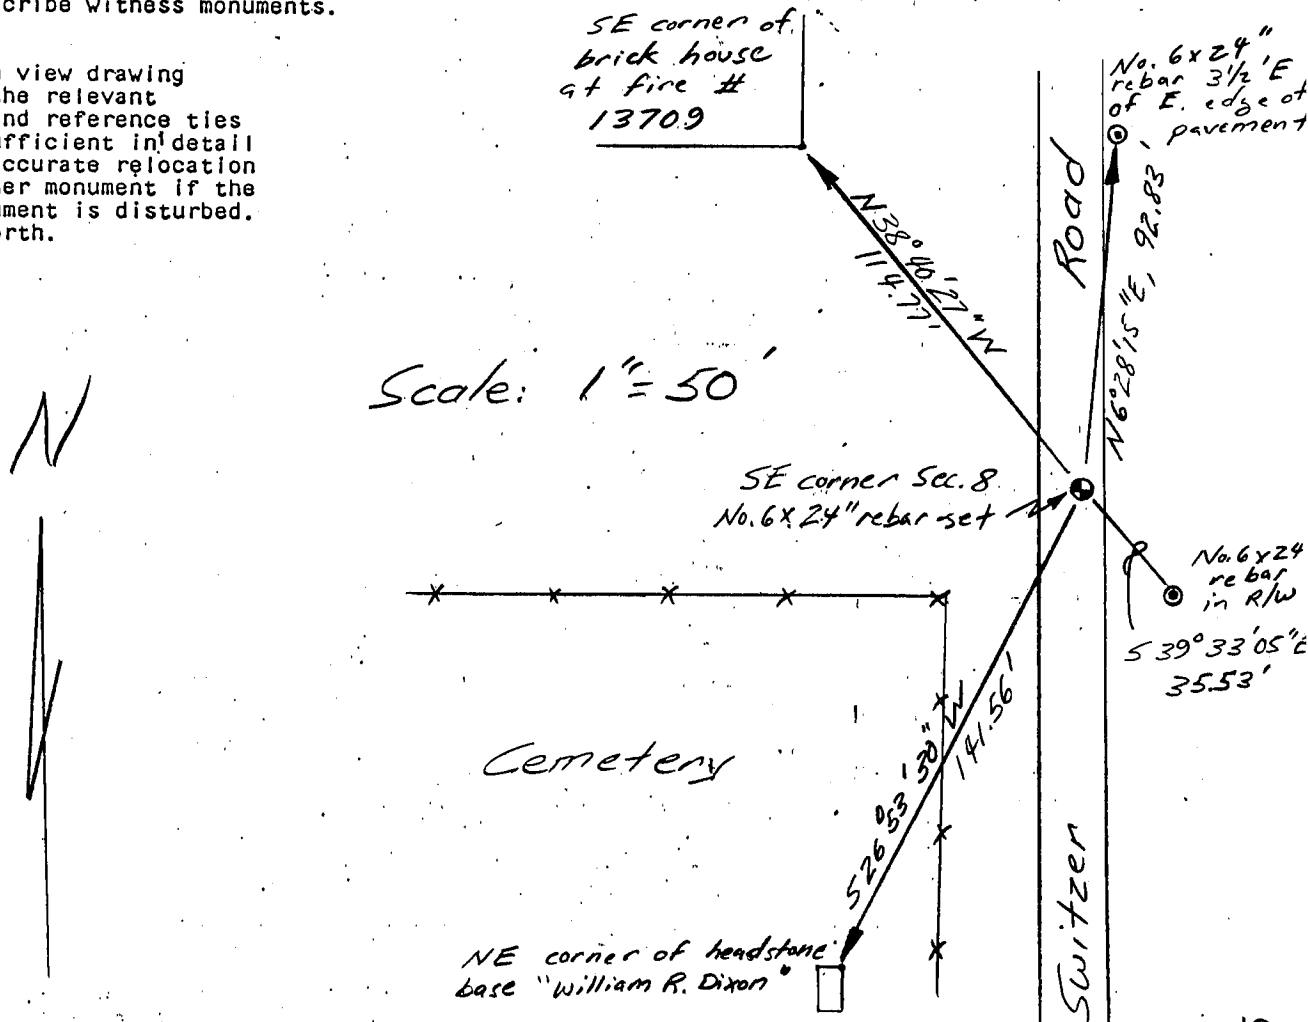 cribe witness monuments.
view drawing
he relevant
nd reference ties
fficient in detail
ccurate relocation
er monument if the
ument is disturbed.
rth.
SE corner of
brick house
at fire #
13709
No. 6x24"
rebar 3½'E
of E. edge of
pavement
N38°40'27"W
114.77'
Road
N6°28'15"E, 92.83'
Scale: 1"=50'
N
SE corner Sec. 8
No. 6x24" rebar set
No. 6x24
rebar
in R/W
S39°33'05"E
35.53'
S26°53'30"W
141.56'
Cemetery
NE corner of headstone
base "William R. Dixon"
Switzer